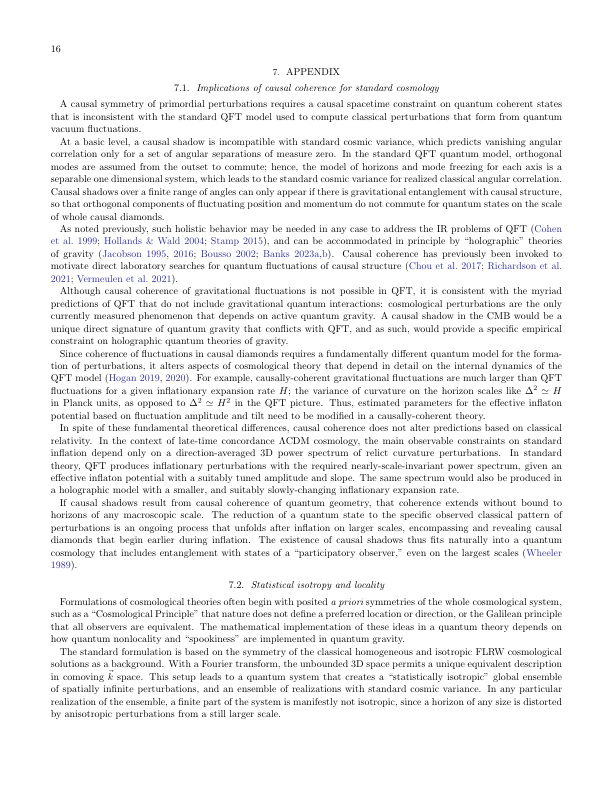 16
7. APPENDIX
7.1. Implications of causal coherence for standard cosmology
A causal symmetry of primordial perturbations requires a causal spacetime constraint on quantum coherent states
that is inconsistent with the standard QFT model used to compute classical perturbations that form from quantum
vacuum fluctuations.
At a basic level, a causal shadow is incompatible with standard cosmic variance, which predicts vanishing angular
correlation only for a set of angular separations of measure zero. In the standard QFT quantum model, orthogonal
modes are assumed from the outset to commute; hence, the model of horizons and mode freezing for each axis is a
separable one dimensional system, which leads to the standard cosmic variance for realized classical angular correlation.
Causal shadows over a finite range of angles can only appear if there is gravitational entanglement with causal structure,
so that orthogonal components of fluctuating position and momentum do not commute for quantum states on the scale
of whole causal diamonds.
As noted previously, such holistic behavior may be needed in any case to address the IR problems of QFT (Cohen
et al. 1999; Hollands & Wald 2004; Stamp 2015), and can be accommodated in principle by “holographic” theories
of gravity (Jacobson 1995, 2016; Bousso 2002; Banks 2023a,b). Causal coherence has previously been invoked to
motivate direct laboratory searches for quantum fluctuations of causal structure (Chou et al. 2017; Richardson et al.
2021; Vermeulen et al. 2021).
Although causal coherence of gravitational fluctuations is not possible in QFT, it is consistent with the myriad
predictions of QFT that do not include gravitational quantum interactions: cosmological perturbations are the only
currently measured phenomenon that depends on active quantum gravity. A causal shadow in the CMB would be a
unique direct signature of quantum gravity that conflicts with QFT, and as such, would provide a specific empirical
constraint on holographic quantum theories of gravity.
Since coherence of fluctuations in causal diamonds requires a fundamentally different quantum model for the forma-
tion of perturbations, it alters aspects of cosmological theory that depend in detail on the internal dynamics of the
QFT model (Hogan 2019, 2020). For example, causally-coherent gravitational fluctuations are much larger than QFT
fluctuations for a given inflationary expansion rate H; the variance of curvature on the horizon scales like Δ² ≃ H
in Planck units, as opposed to Δ² ≃ H² in the QFT picture. Thus, estimated parameters for the effective inflaton
potential based on fluctuation amplitude and tilt need to be modified in a causally-coherent theory.
In spite of these fundamental theoretical differences, causal coherence does not alter predictions based on classical
relativity. In the context of late-time concordance ΛCDM cosmology, the main observable constraints on standard
inflation depend only on a direction-averaged 3D power spectrum of relict curvature perturbations. In standard
theory, QFT produces inflationary perturbations with the required nearly-scale-invariant power spectrum, given an
effective inflaton potential with a suitably tuned amplitude and slope. The same spectrum would also be produced in
a holographic model with a smaller, and suitably slowly-changing inflationary expansion rate.
If causal shadows result from causal coherence of quantum geometry, that coherence extends without bound to
horizons of any macroscopic scale. The reduction of a quantum state to the specific observed classical pattern of
perturbations is an ongoing process that unfolds after inflation on larger scales, encompassing and revealing causal
diamonds that begin earlier during inflation. The existence of causal shadows thus fits naturally into a quantum
cosmology that includes entanglement with states of a “participatory observer,” even on the largest scales (Wheeler
1989).
7.2. Statistical isotropy and locality
Formulations of cosmological theories often begin with posited a priori symmetries of the whole cosmological system,
such as a “Cosmological Principle” that nature does not define a preferred location or direction, or the Galilean principle
that all observers are equivalent. The mathematical implementation of these ideas in a quantum theory depends on
how quantum nonlocality and “spookiness” are implemented in quantum gravity.
The standard formulation is based on the symmetry of the classical homogeneous and isotropic FLRW cosmological
solutions as a background. With a Fourier transform, the unbounded 3D space permits a unique equivalent description
in comoving k⃗ space. This setup leads to a quantum system that creates a “statistically isotropic” global ensemble
of spatially infinite perturbations, and an ensemble of realizations with standard cosmic variance. In any particular
realization of the ensemble, a finite part of the system is manifestly not isotropic, since a horizon of any size is distorted
by anisotropic perturbations from a still larger scale.